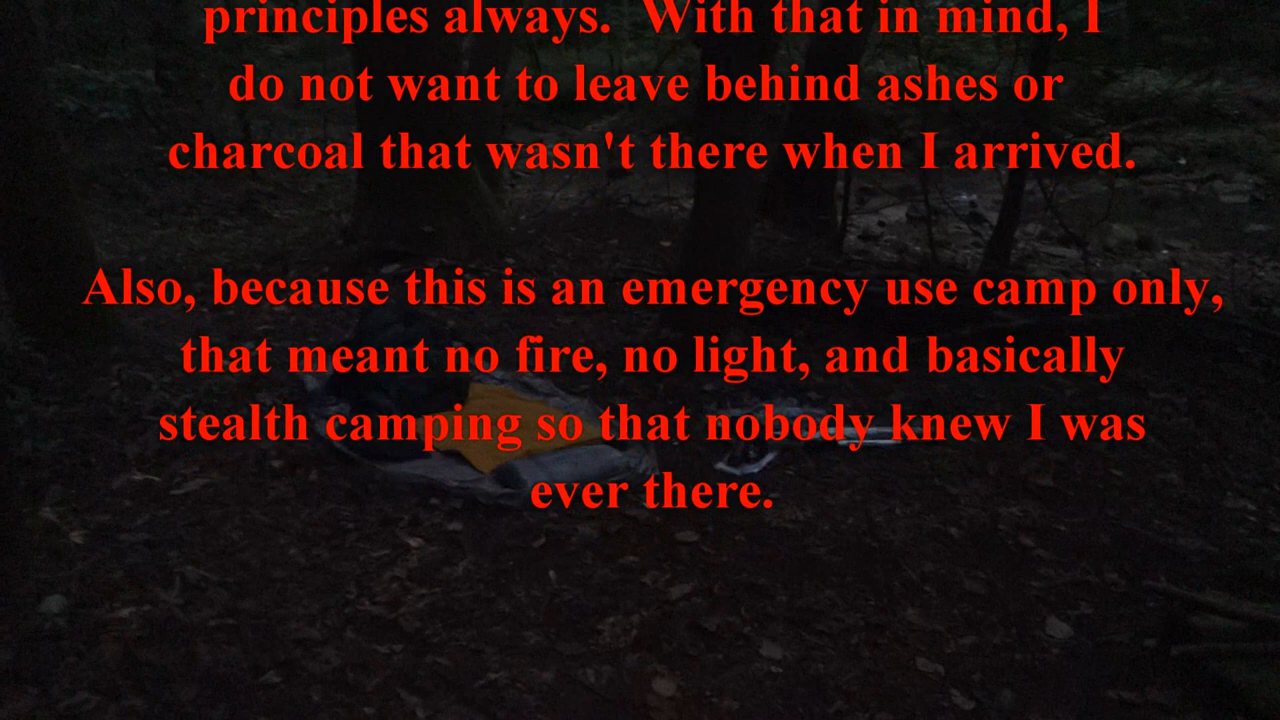 principles always. With that in mind, I
do not want to leave behind ashes or
charcoal that wasn't there when I arrived.
Also, because this is an emergency use camp only,
that meant no fire, no light, and basically
stealth camping so that nobody knew I was
ever there.